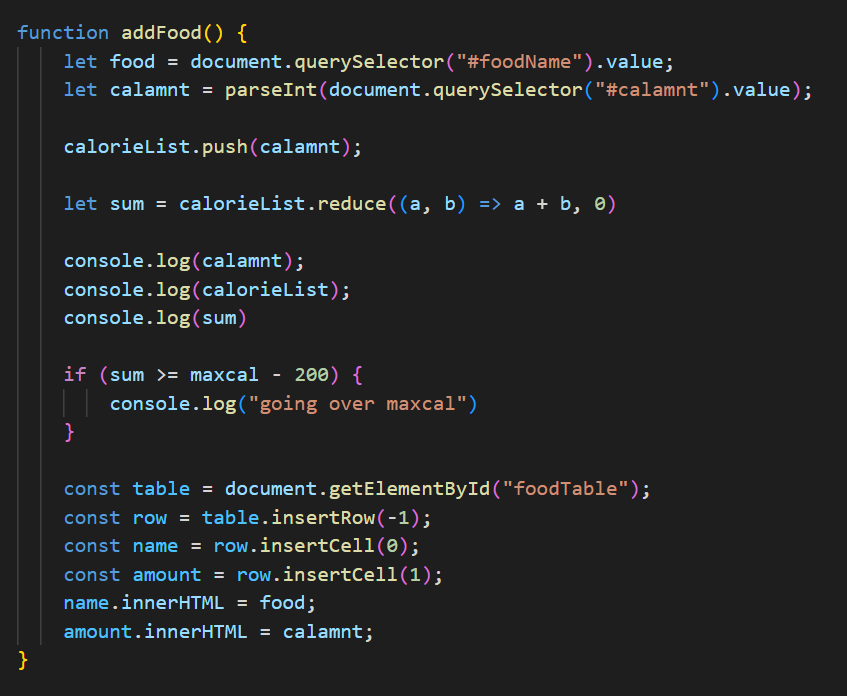 function addFood() {
    let food = document.querySelector("#foodName").value;
    let calamnt = parseInt(document.querySelector("#calamnt").value);

    calorieList.push(calamnt);

    let sum = calorieList.reduce((a, b) => a + b, 0)

    console.log(calamnt);
    console.log(calorieList);
    console.log(sum)

    if (sum >= maxcal - 200) {
        console.log("going over maxcal")
    }

    const table = document.getElementById("foodTable");
    const row = table.insertRow(-1);
    const name = row.insertCell(0);
    const amount = row.insertCell(1);
    name.innerHTML = food;
    amount.innerHTML = calamnt;
}